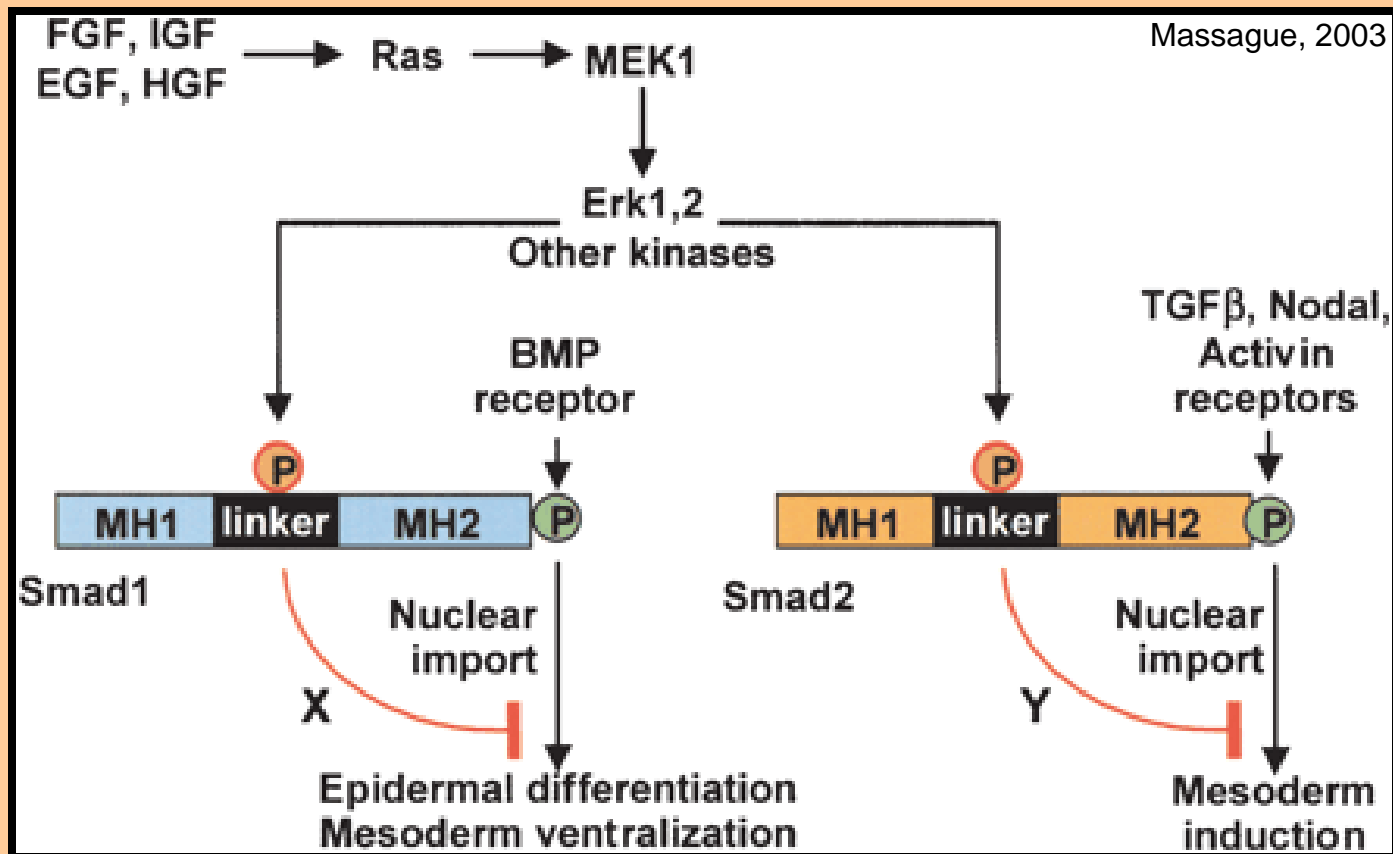 Massague, 2003
FGF, IGF
EGF, HGF
Ras
MEK1
Erk1,2
Other kinases
BMP
receptor
TGFβ, Nodal,
Activin
receptors
P
P
MH1
linker
MH2
P
MH1
linker
MH2
P
Smad1
Smad2
Nuclear
import
Nuclear
import
X
Y
Epidermal differentiation
Mesoderm ventralization
Mesoderm
induction